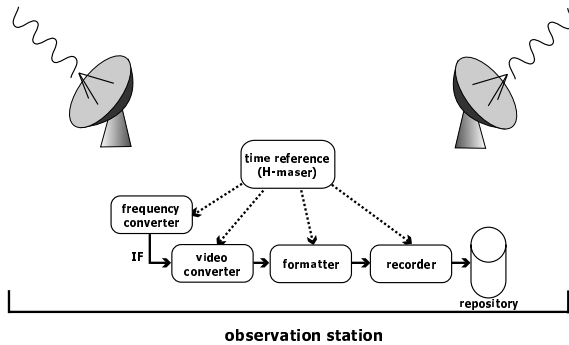 time reference
(H-maser)
frequency
converter
IF
video
converter
formatter
recorder
repository
observation station